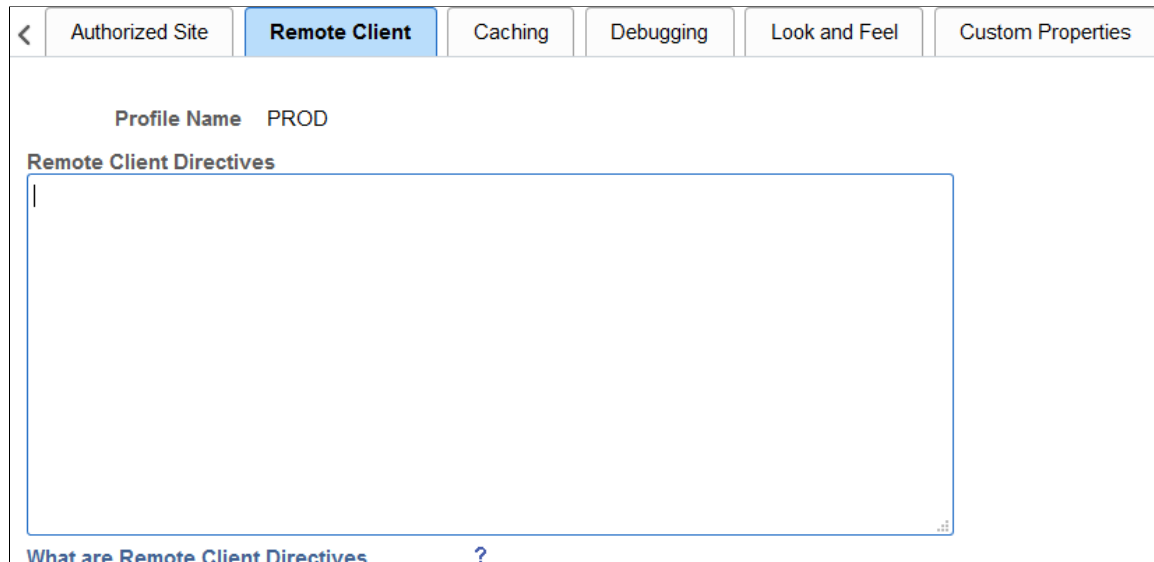 Authorized Site Remote Client Caching Debugging Look and Feel Custom Properties
Profile Name PROD
Remote Client Directives
What are Remote Client Directives ?